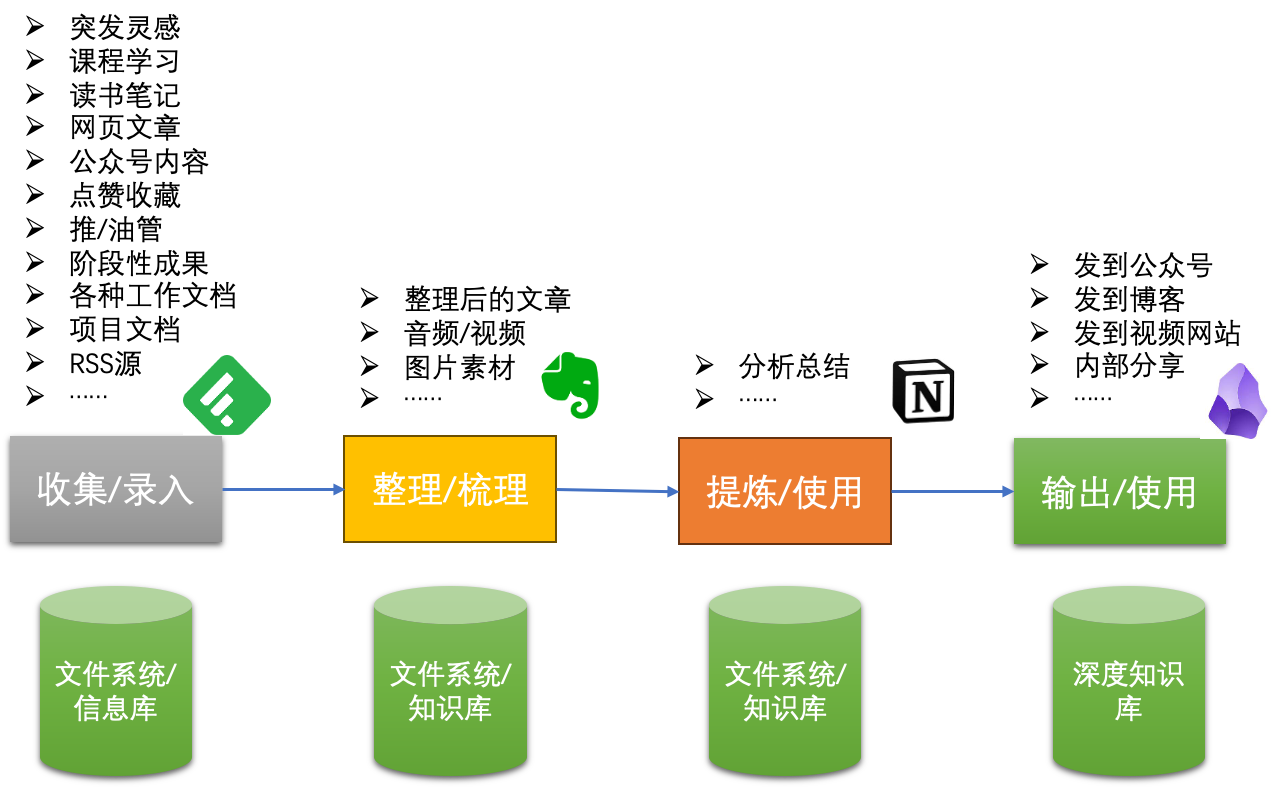 突发灵感
课程学习
读书笔记
网页文章
公众号内容
点赞收藏
推/油管
阶段性成果
各种工作文档
项目文档
RSS源
……
收集/录入
文件系统/
信息库
整理后的文章
音频/视频
图片素材
……
整理/梳理
文件系统/
知识库
分析总结
……
N
提炼/使用
文件系统/
知识库
发到公众号
发到博客
发到视频网站
内部分享
……
输出/使用
深度知识
库